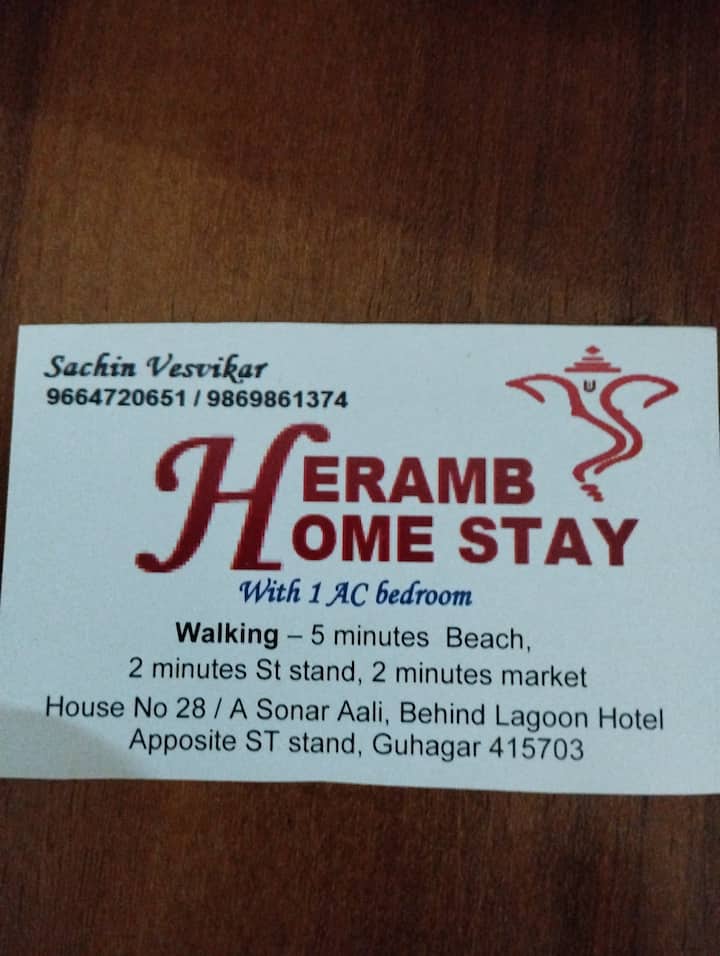 Sachin Vesvikar
9664720651 / 9869861374
HERAMB
HOME STAY
With 1 AC bedroom
Walking – 5 minutes Beach,
2 minutes St stand, 2 minutes market
House No 28 / A Sonar Aali, Behind Lagoon Hotel
Apposite ST stand, Guhagar 415703